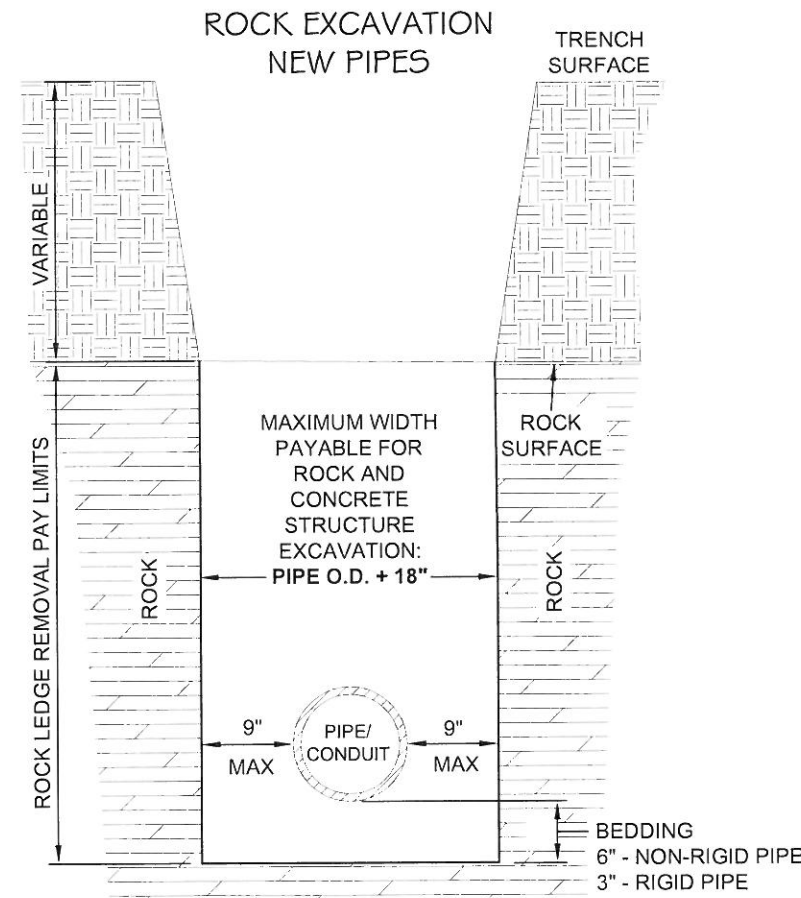 ROCK EXCAVATION
NEW PIPES
TRENCH
SURFACE
VARIABLE
ROCK LEDGE REMOVAL PAY LIMITS
ROCK
MAXIMUM WIDTH
PAYABLE FOR
ROCK AND
CONCRETE
STRUCTURE
EXCAVATION:
PIPE O.D. + 18"
ROCK
SURFACE
ROCK
9"
MAX
PIPE/
CONDUIT
9"
MAX
BEDDING
6" - NON-RIGID PIPE
3" - RIGID PIPE